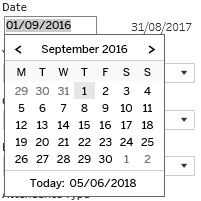 Date
01/09/2016 31/08/2017
< September 2016 >
M T W T F S S
29 30 31 1 2 3 4
5 6 7 8 9 10 11
12 13 14 15 16 17 18
19 20 21 22 23 24 25
26 27 28 29 30 1 2
Today: 05/06/2018